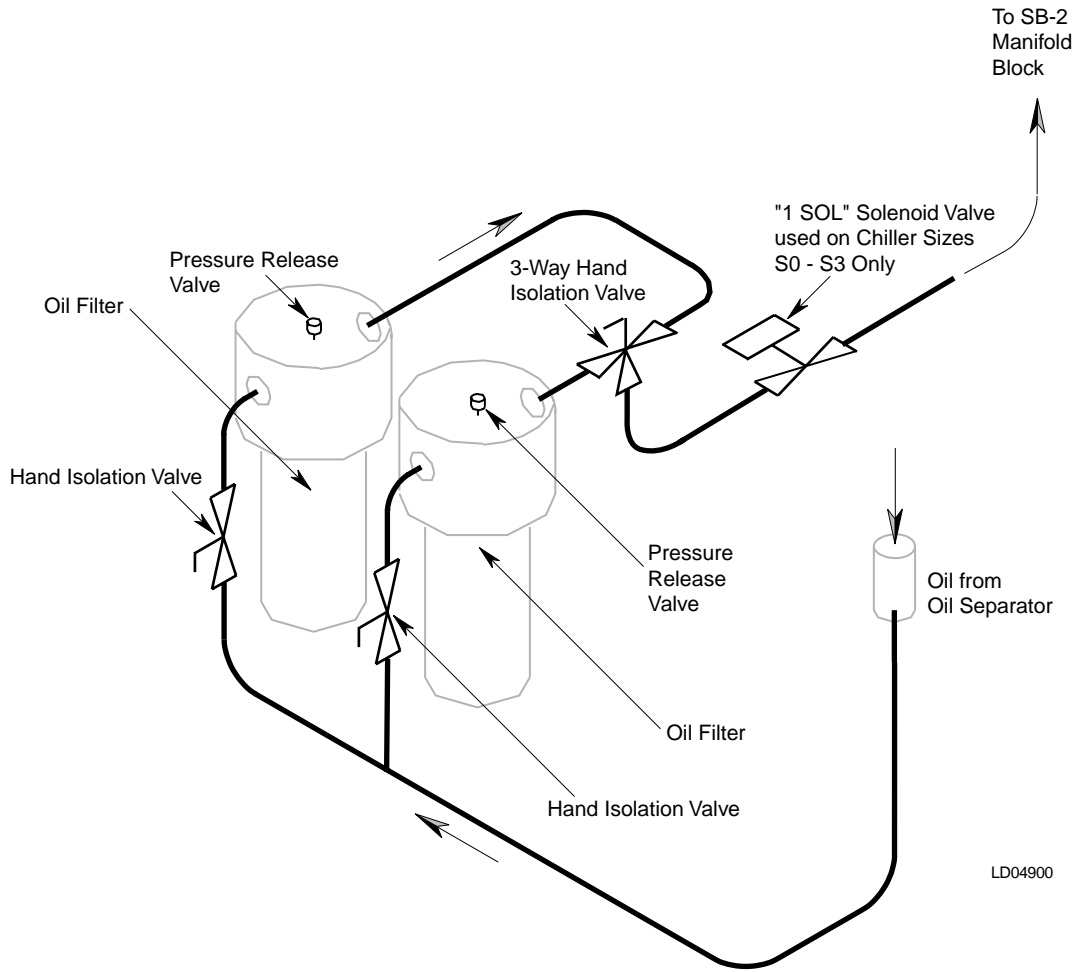 To SB-2
Manifold
Block
"1 SOL" Solenoid Valve
used on Chiller Sizes
S0 - S3 Only
Pressure Release
Valve
3-Way Hand
Isolation Valve
Oil Filter
Hand Isolation Valve
Pressure
Release
Valve
Oil from
Oil Separator
Oil Filter
Hand Isolation Valve
LD04900